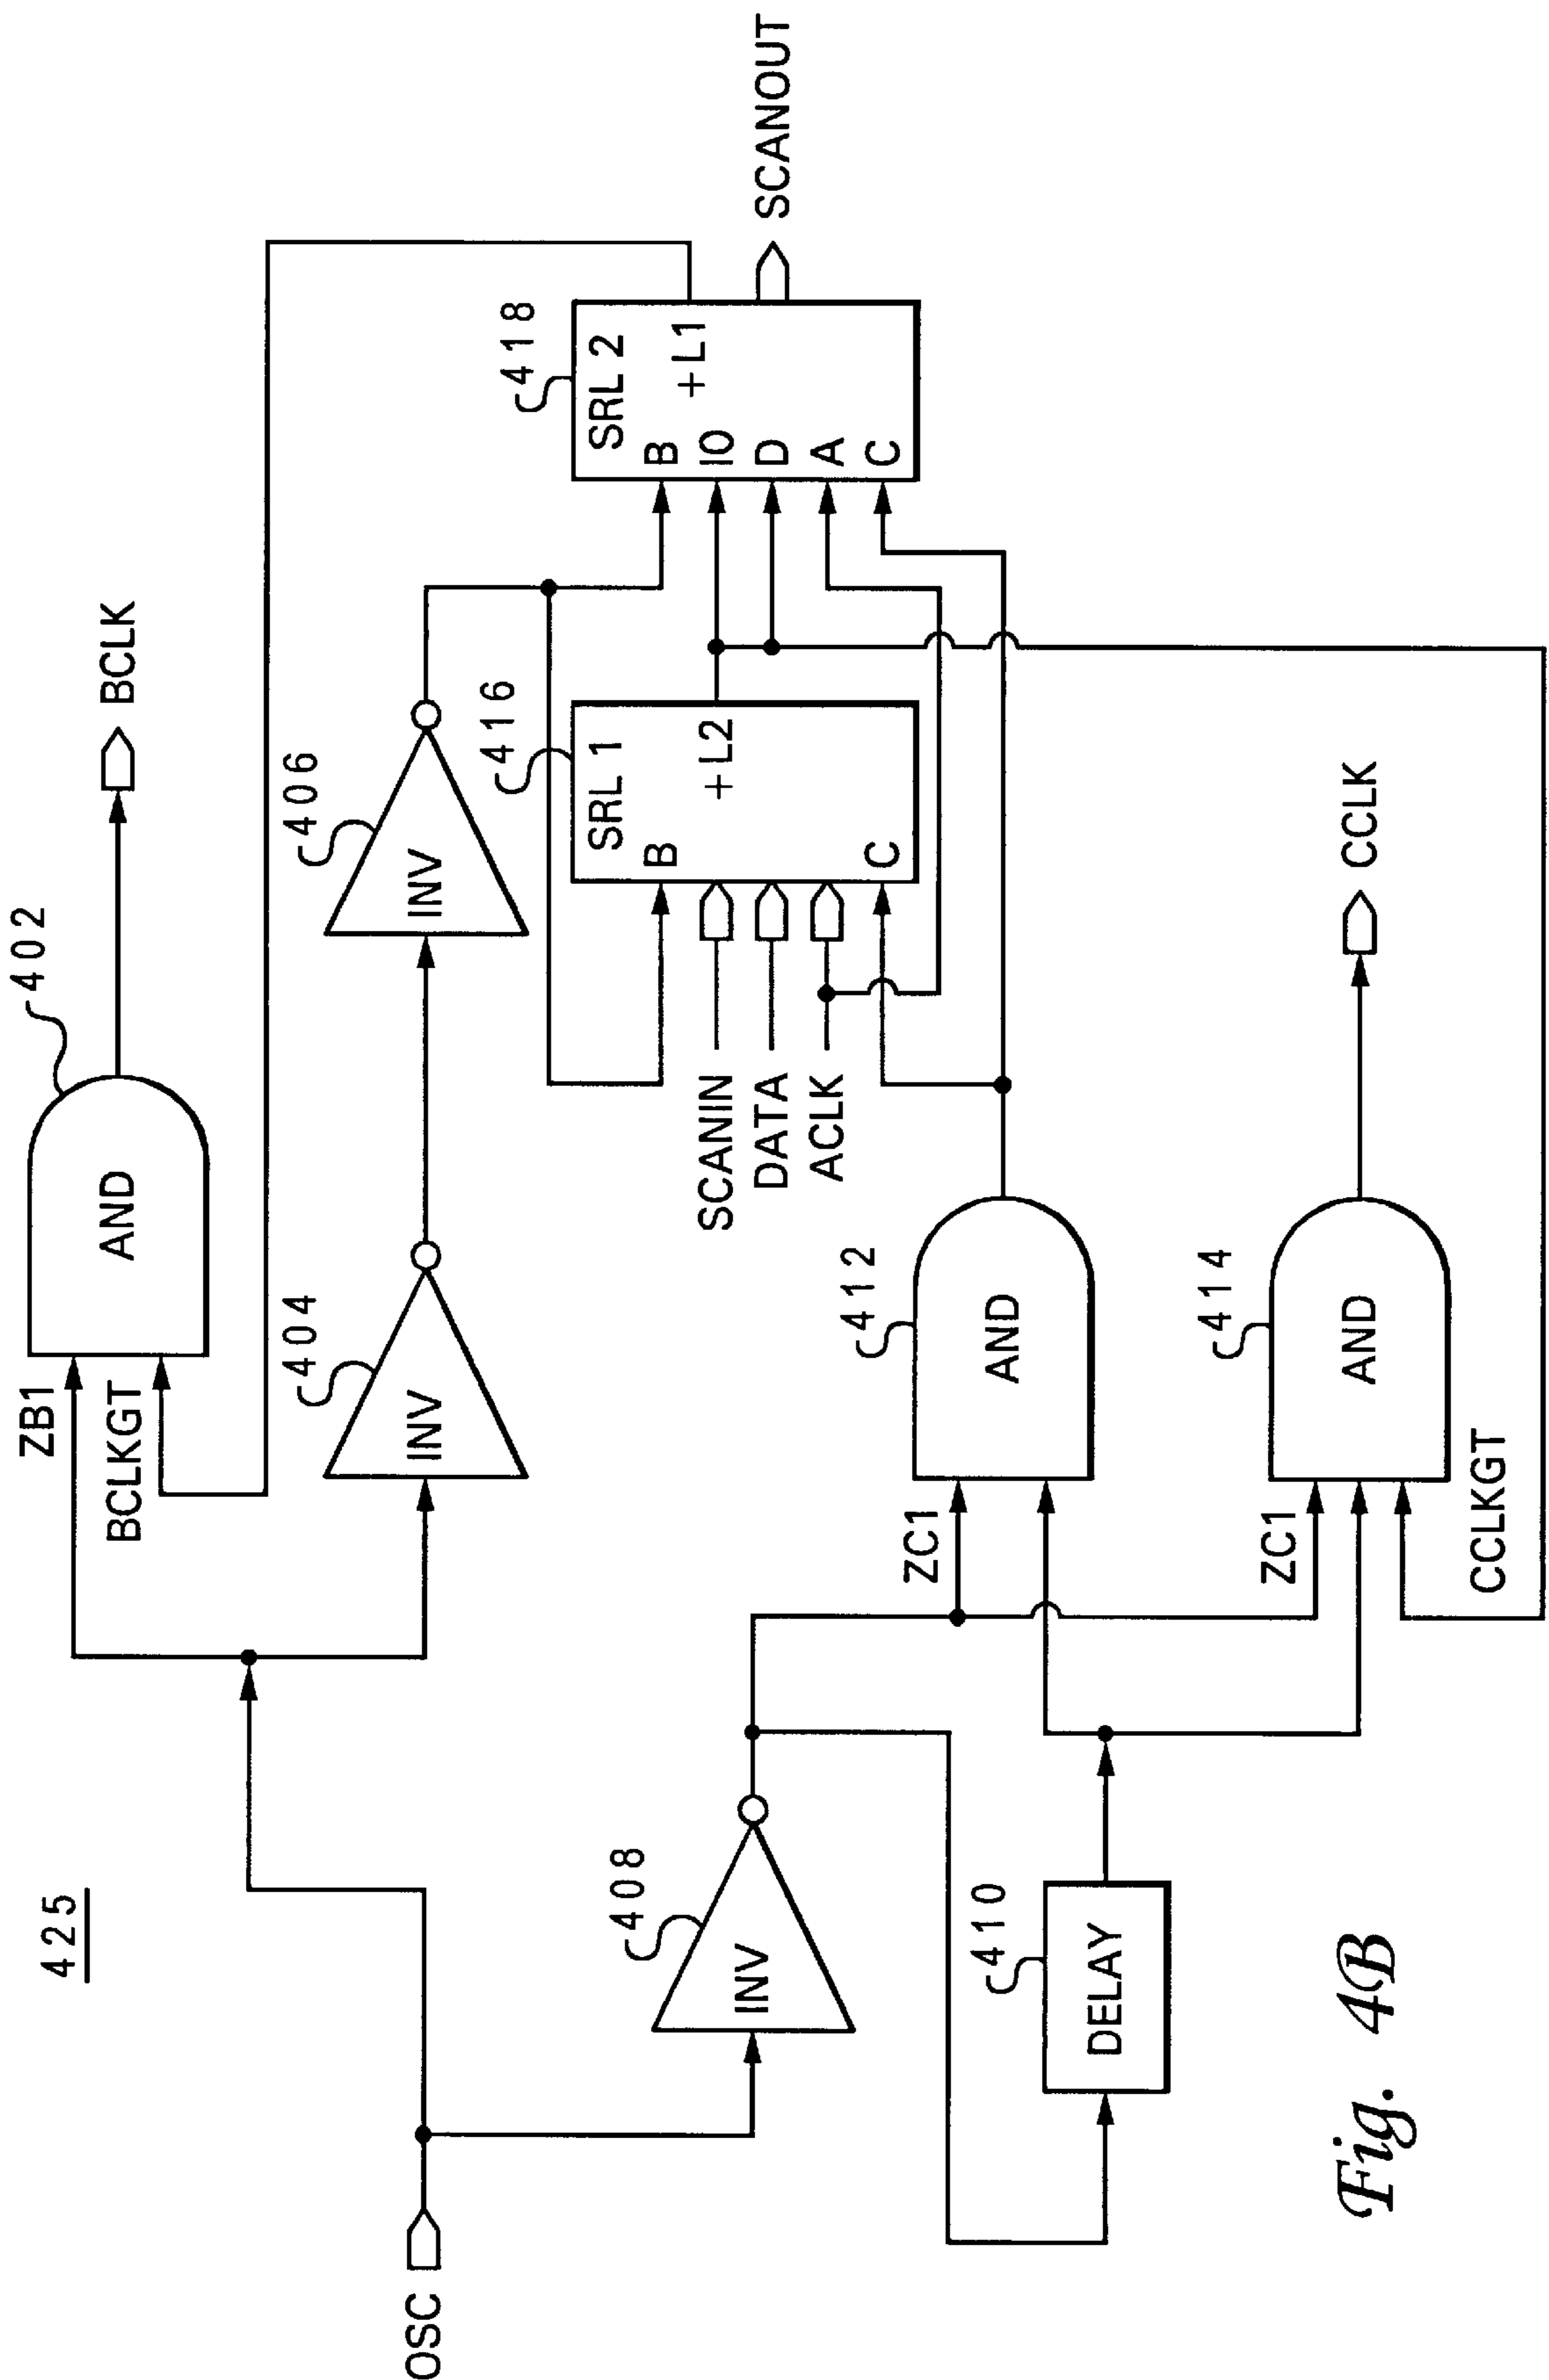 425
OSC
ZB1
BCLKGT
AND
402
BCLK
INV
404
INV
406
INV
408
DELAY
410
SCANIN
DATA
ACLK
SRL 1
B
+L2
C
416
SRL 2
B
I0
+L1
D
A
C
418
SCANOUT
ZC1
AND
412
ZC1
CCLKGT
AND
414
CCLK
Fig. 4B